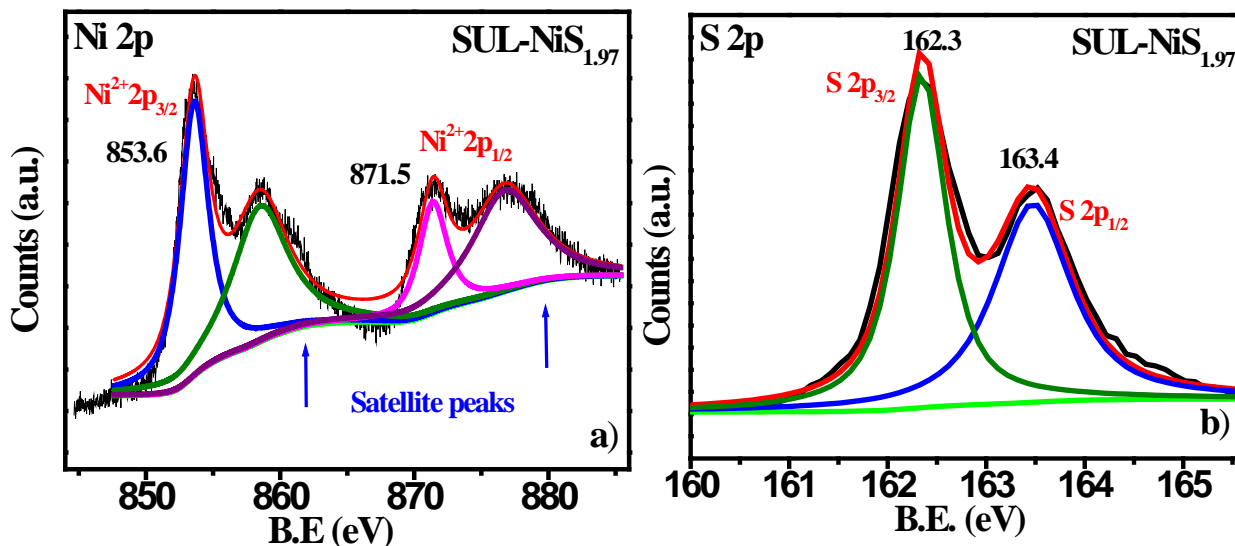 Ni 2p
SUL-NiS₁.₉₇
Ni²⁺2p₃/₂
853.6
871.5
Ni²⁺2p₁/₂
Satellite peaks
a)
Counts (a.u.)
850 860 870 880
B.E (eV)
S 2p
162.3
SUL-NiS₁.₉₇
S 2p₃/₂
163.4
S 2p₁/₂
b)
Counts (a.u.)
160 161 162 163 164 165
B.E. (eV)